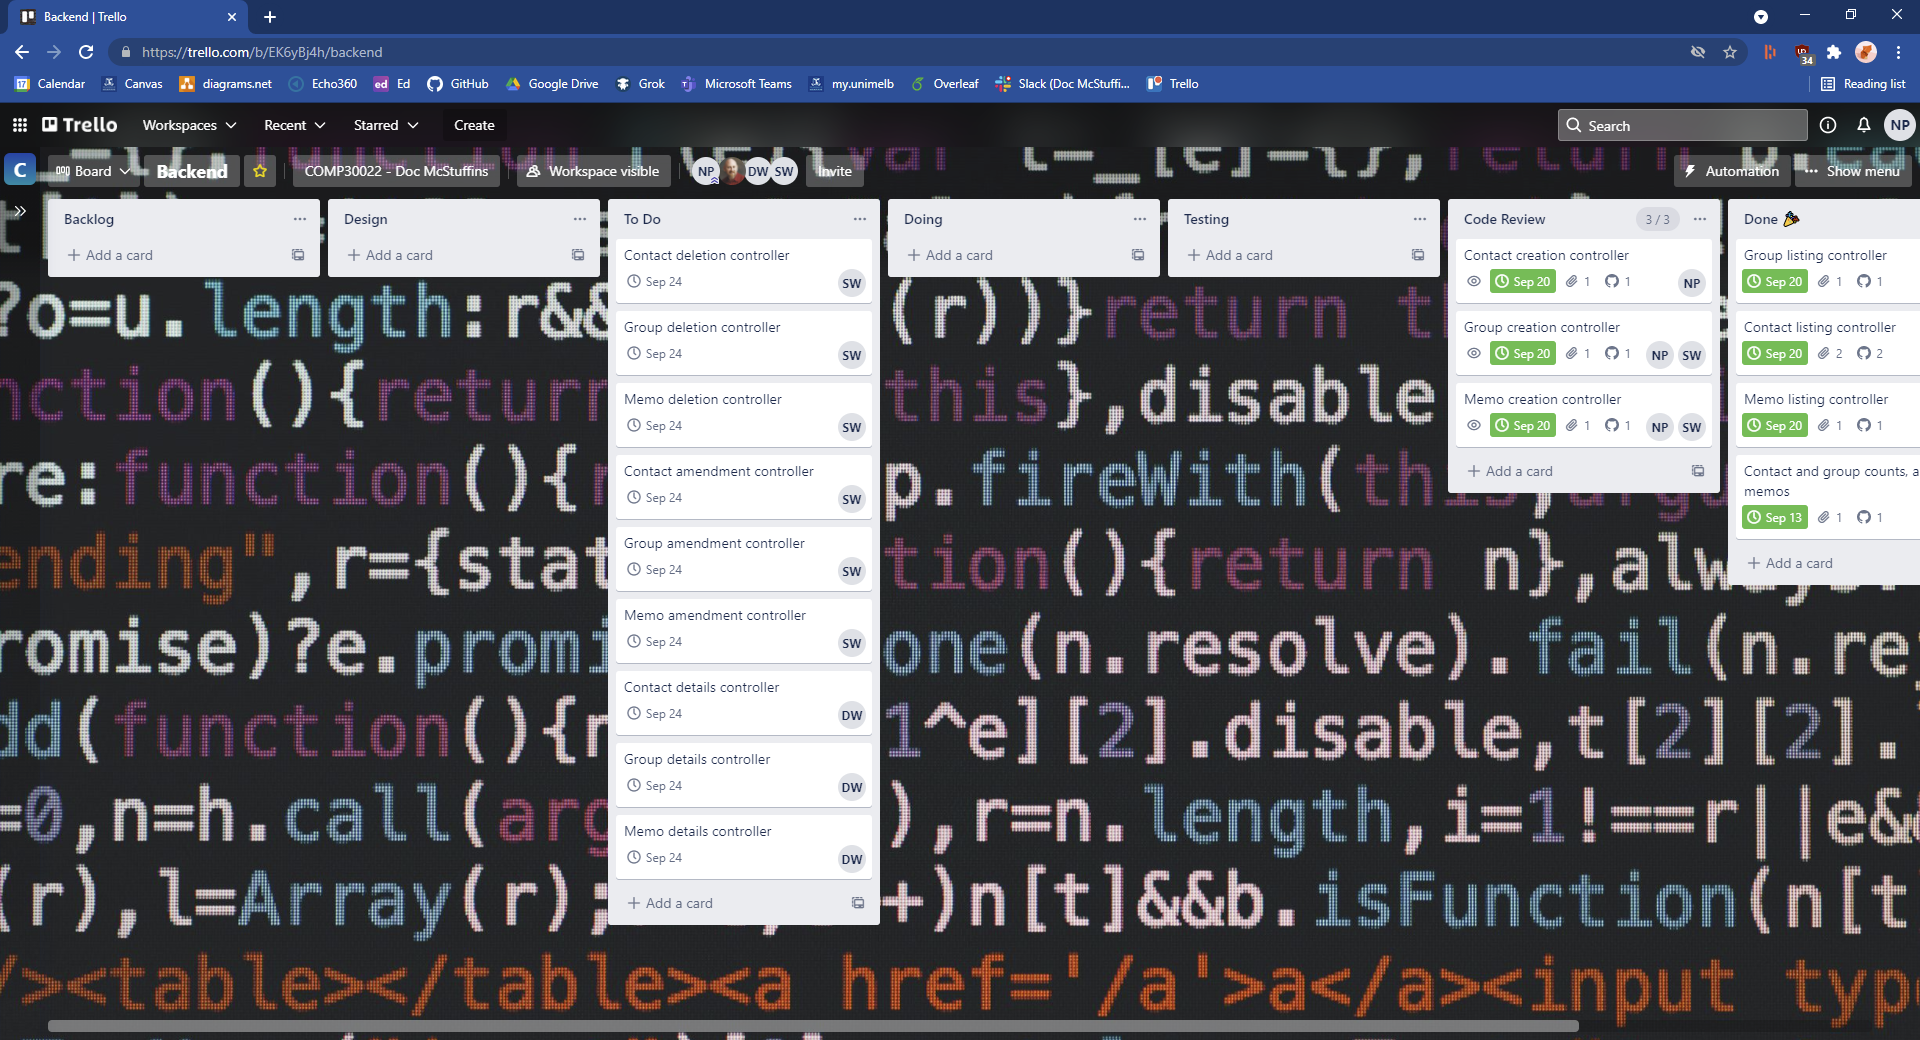 Backend | Trello
https://trello.com/b/EK6yBj4h/backend
34
17 Calendar
Canvas
diagrams.net
Echo360
ed Ed
GitHub
Google Drive
Grok
Microsoft Teams
my.unimelb
Overleaf
Slack (Doc McStuffi...
Trello
Reading list
Trello
Workspaces
Recent
Starred
Create
Search
NP
C
Board
Backend
COMP30022 - Doc McStuffins
Workspace visible
NP
DW
SW
Invite
Automation
Show menu
Backlog
Add a card
Design
Add a card
To Do
Contact deletion controller
Sep 24
SW
Group deletion controller
Sep 24
SW
Memo deletion controller
Sep 24
SW
Contact amendment controller
Sep 24
SW
Group amendment controller
Sep 24
SW
Memo amendment controller
Sep 24
SW
Contact details controller
Sep 24
DW
Group details controller
Sep 24
DW
Memo details controller
Sep 24
DW
Add a card
Doing
Add a card
Testing
Add a card
Code Review
3 / 3
Contact creation controller
Sep 20 1 1
NP
Group creation controller
Sep 20 1 1
NP SW
Memo creation controller
Sep 20 1 1
NP SW
Add a card
Done 🎉
Group listing controller
Sep 20 1 1
Contact listing controller
Sep 20 2 2
Memo listing controller
Sep 20 1 1
Contact and group counts, a
memos
Sep 13 1 1
Add a card
?o=u.length:r&&
(r))}return t
nction(){return
this},disable
re:function(){
p.fireWith(this
ending",r={stat
tion(){return n},alway
romise)?e.promi
one(n.resolve).fail(n.re
dd(function(){r
1^e][2].disable,t[2][2].
=0,n=h.call(arg
),r=n.length,i=1!==r||e&
(r),l=Array(r);
+)n[t]&&b.isFunction(n[t
/><table></table><a href='/a'>a</a><input type